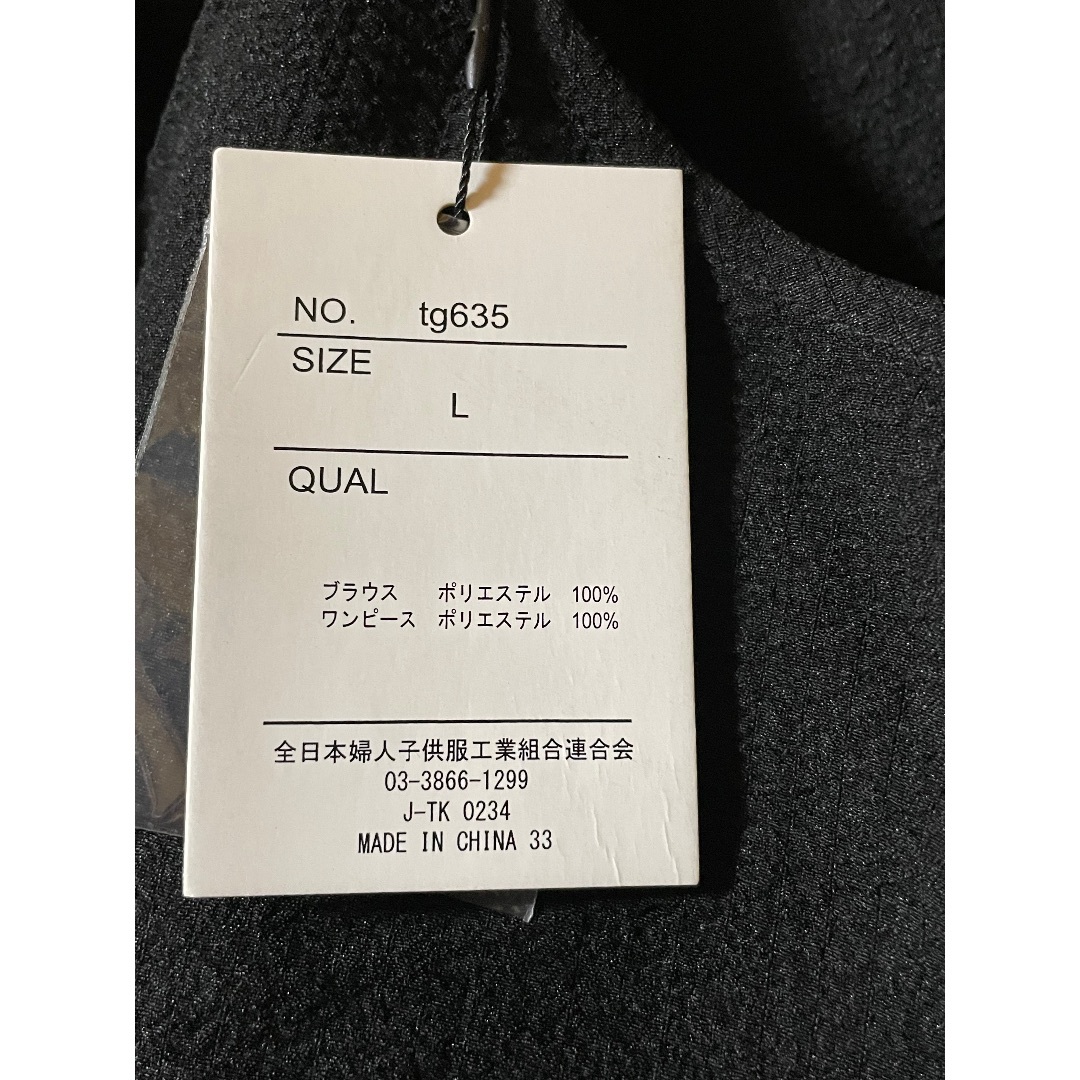 NO. tg635
SIZE
L
QUAL
ブラウス ポリエステル 100%
ワンピース ポリエステル 100%
全日本婦人子供服工業組合連合会
03-3866-1299
J-TK 0234
MADE IN CHINA 33